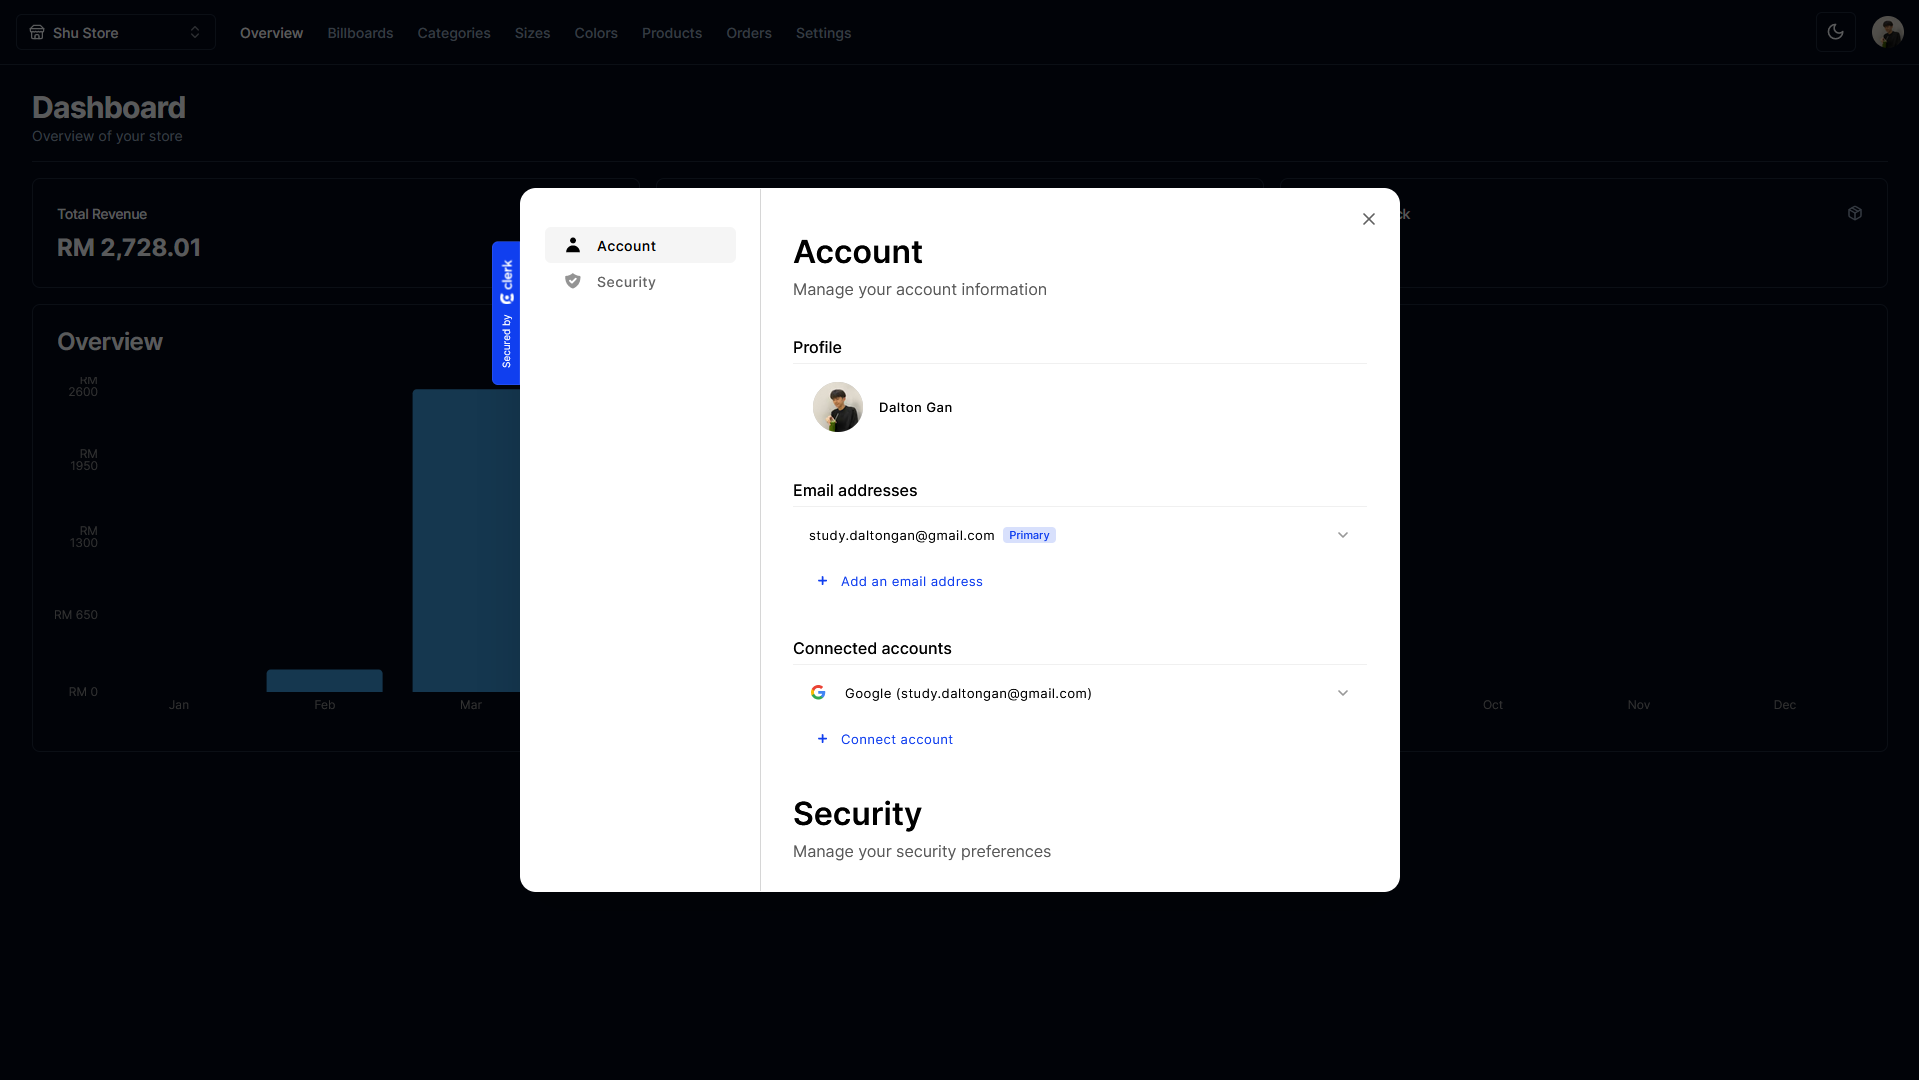 Shu Store
Overview
Billboards
Categories
Sizes
Colors
Products
Orders
Settings
Dashboard
Overview of your store
Total Revenue
RM 2,728.01
ck
Overview
RM
2600
RM
1950
RM
1300
RM 650
RM 0
Jan
Feb
Mar
Oct
Nov
Dec
Secured by clerk
Account
Security
Account
Manage your account information
Profile
Dalton Gan
Email addresses
study.daltongan@gmail.com Primary
+ Add an email address
Connected accounts
Google (study.daltongan@gmail.com)
+ Connect account
Security
Manage your security preferences